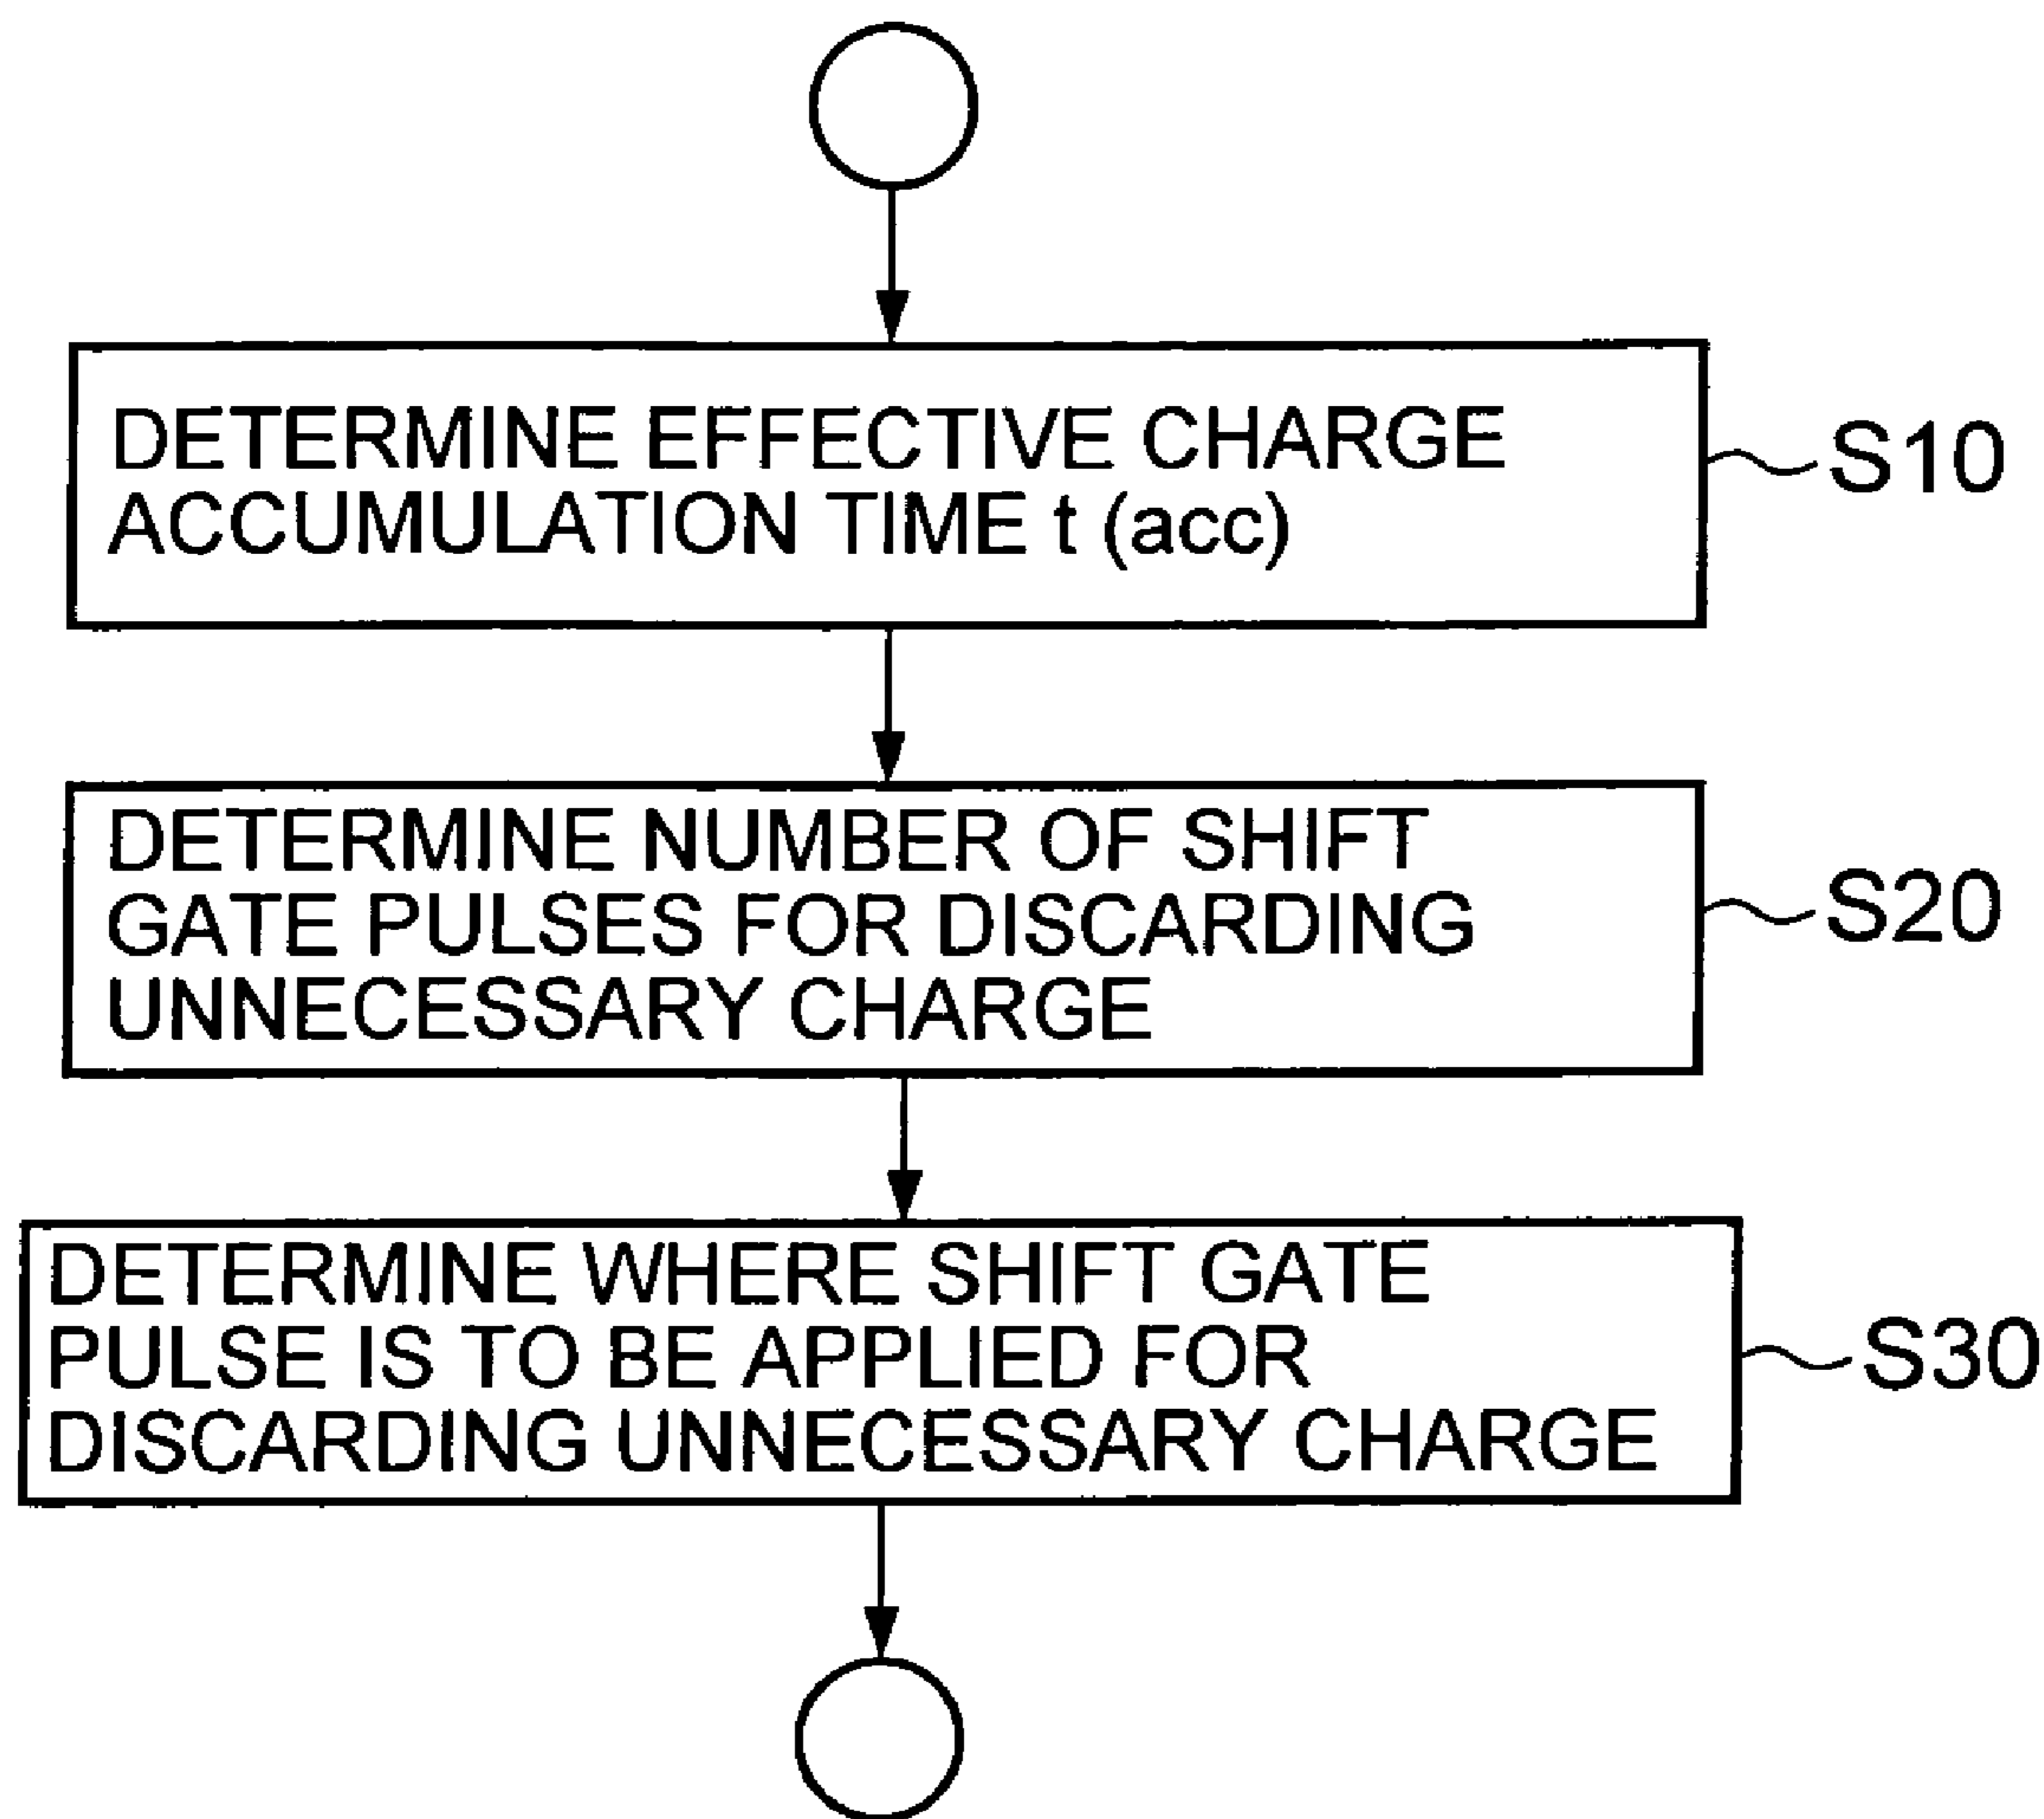 DETERMINE EFFECTIVE CHARGE
ACCUMULATION TIME t (acc)
S10
DETERMINE NUMBER OF SHIFT
GATE PULSES FOR DISCARDING
UNNECESSARY CHARGE
S20
DETERMINE WHERE SHIFT GATE
PULSE IS TO BE APPLIED FOR
DISCARDING UNNECESSARY CHARGE
S30